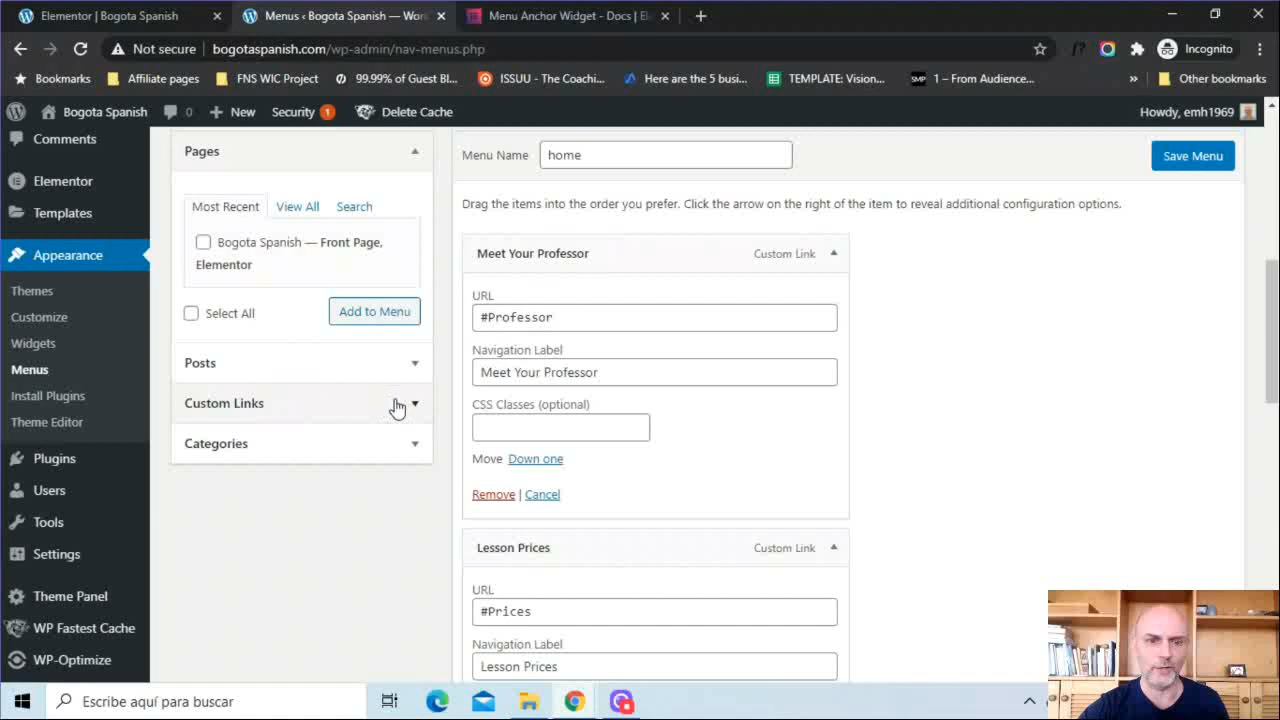 Elementor | Bogota Spanish
Menus ‹ Bogota Spanish — Wor
Menu Anchor Widget - Docs | El
Not secure
bogotaspanish.com/wp-admin/nav-menus.php
Incognito
Bookmarks
Affiliate pages
FNS WIC Project
99.99% of Guest Bl...
ISSUU - The Coachi...
Here are the 5 busi...
TEMPLATE: Vision...
SMP
1 – From Audience...
»
Other bookmarks
Bogota Spanish
0
New
Security
1
Delete Cache
Howdy, emh1969
Comments
Elementor
Templates
Appearance
Themes
Customize
Widgets
Menus
Install Plugins
Theme Editor
Plugins
Users
Tools
Settings
Theme Panel
WP Fastest Cache
WP-Optimize
Pages
Most Recent
View All
Search
Bogota Spanish — Front Page,
Elementor
Select All
Add to Menu
Posts
Custom Links
Categories
Menu Name
home
Save Menu
Drag the items into the order you prefer. Click the arrow on the right of the item to reveal additional configuration options.
Meet Your Professor
Custom Link
URL
#Professor
Navigation Label
Meet Your Professor
CSS Classes (optional)
Move Down one
Remove | Cancel
Lesson Prices
Custom Link
URL
#Prices
Navigation Label
Lesson Prices
Escribe aquí para buscar